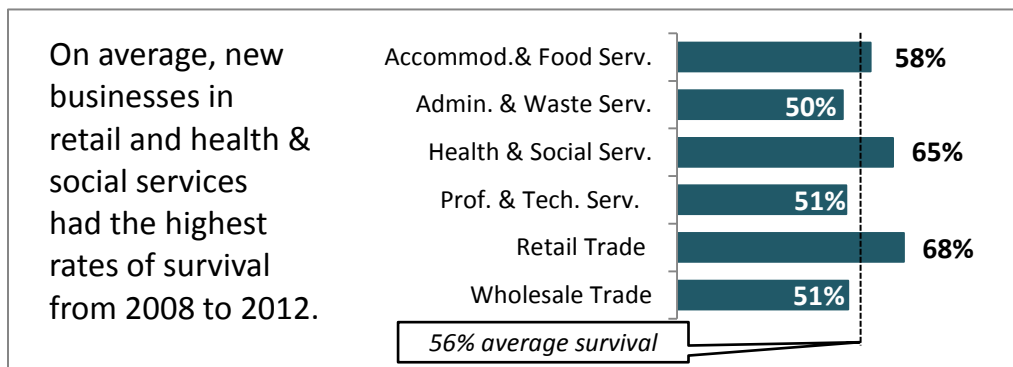 On average, new
businesses in
retail and health &
social services
had the highest
rates of survival
from 2008 to 2012.
Accommod.& Food Serv. 58%
Admin. & Waste Serv. 50%
Health & Social Serv. 65%
Prof. & Tech. Serv. 51%
Retail Trade 68%
Wholesale Trade 51%
56% average survival